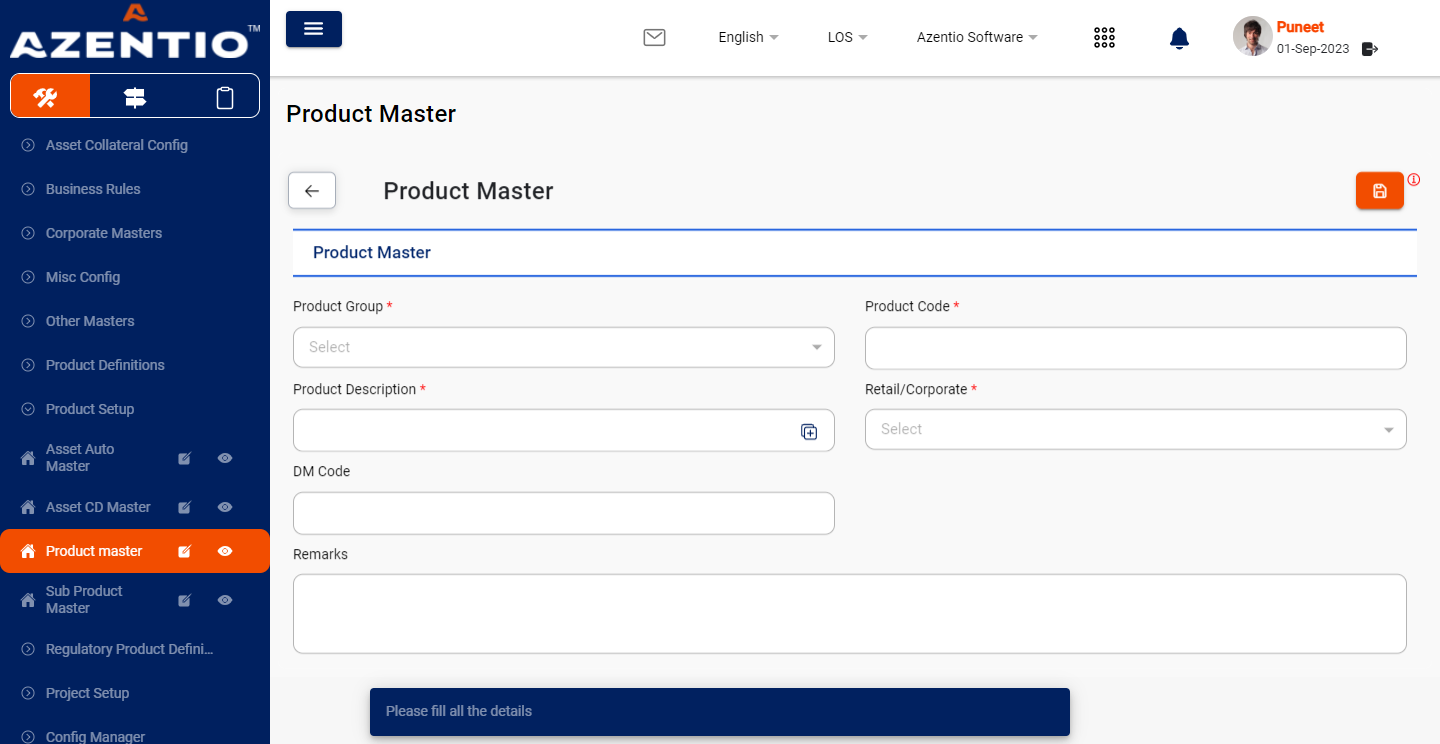 AZENTIO™
English
LOS
Azentio Software
Puneet
01-Sep-2023
Asset Collateral Config
Business Rules
Corporate Masters
Misc Config
Other Masters
Product Definitions
Product Setup
Asset Auto
Master
Asset CD Master
Product master
Sub Product
Master
Regulatory Product Defini...
Project Setup
Config Manager
Product Master
Product Master
Product Master
Product Group *
Select
Product Code *
Product Description *
Retail/Corporate *
Select
DM Code
Remarks
Please fill all the details